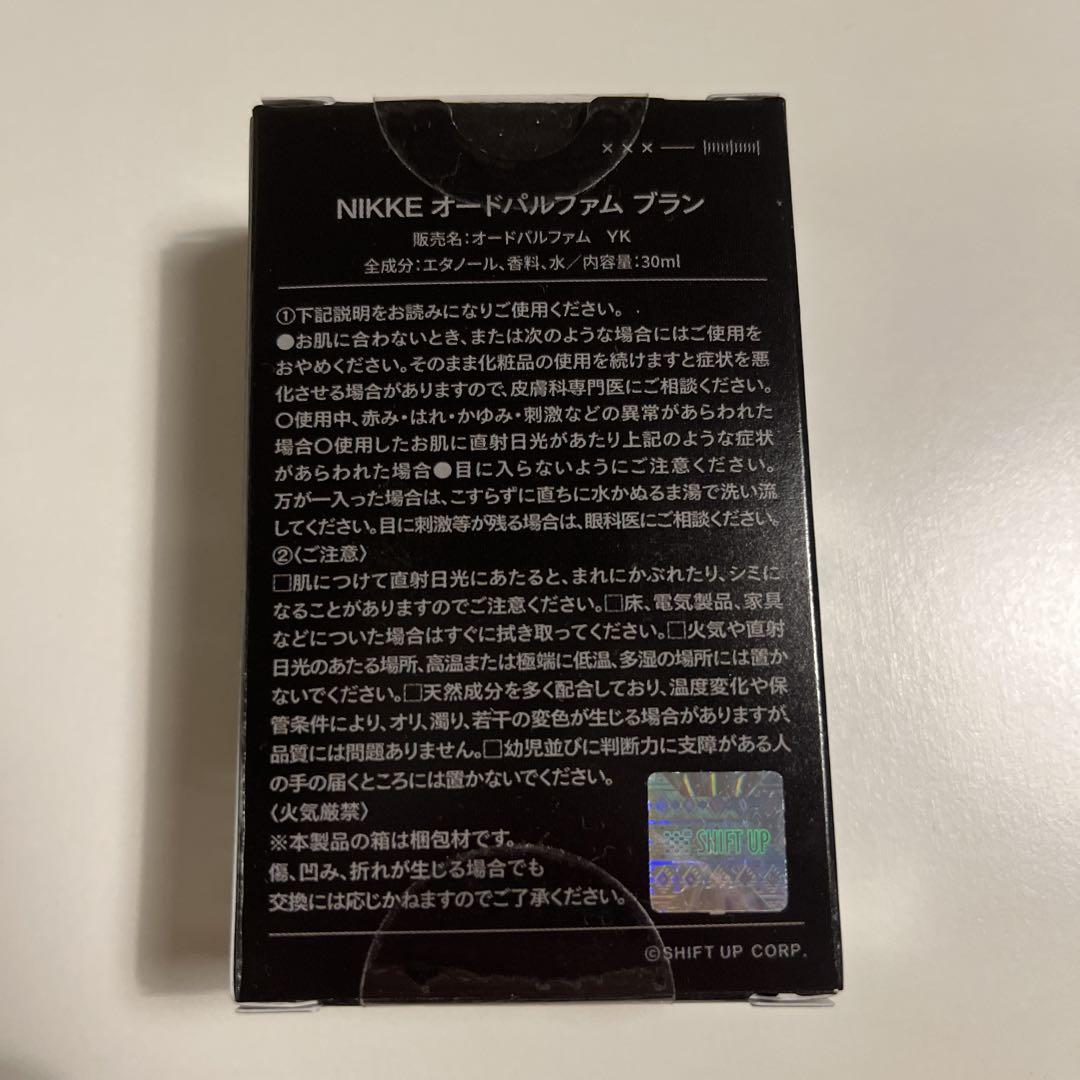 ×××
NIKKE オードパルファム ブラン
販売名:オードパルファム YK
全成分:エタノール、香料、水／内容量:30ml
①下記説明をお読みになりご使用ください。
●お肌に合わないとき、または次のような場合にはご使用を
おやめください。そのまま化粧品の使用を続けますと症状を悪
化させる場合がありますので、皮膚科専門医にご相談ください。
○使用中、赤み・はれ・かゆみ・刺激などの異常があらわれた
場合○使用したお肌に直射日光があたり上記のような症状
があらわれた場合●目に入らないようにご注意ください。
万が一入った場合は、こすらずに直ちに水かぬるま湯で洗い流
してください。目に刺激等が残る場合は、眼科医にご相談ください。
②〈ご注意〉
□肌につけて直射日光にあたると、まれにかぶれたり、シミに
なることがありますのでご注意ください。□床、電気製品、家具
などについた場合はすぐに拭き取ってください。□火気や直射
日光のあたる場所、高温または極端に低温、多湿の場所には置か
ないでください。□天然成分を多く配合しており、温度変化や保
管条件により、オリ、濁り、若干の変色が生じる場合がありますが、
品質には問題ありません。□幼児並びに判断力に支障がある人
の手の届くところには置かないでください。
〈火気厳禁〉
※本製品の箱は梱包材です。
傷、凹み、折れが生じる場合でも
交換には応じかねますのでご了承ください。
SHIFT UP
©SHIFT UP CORP.